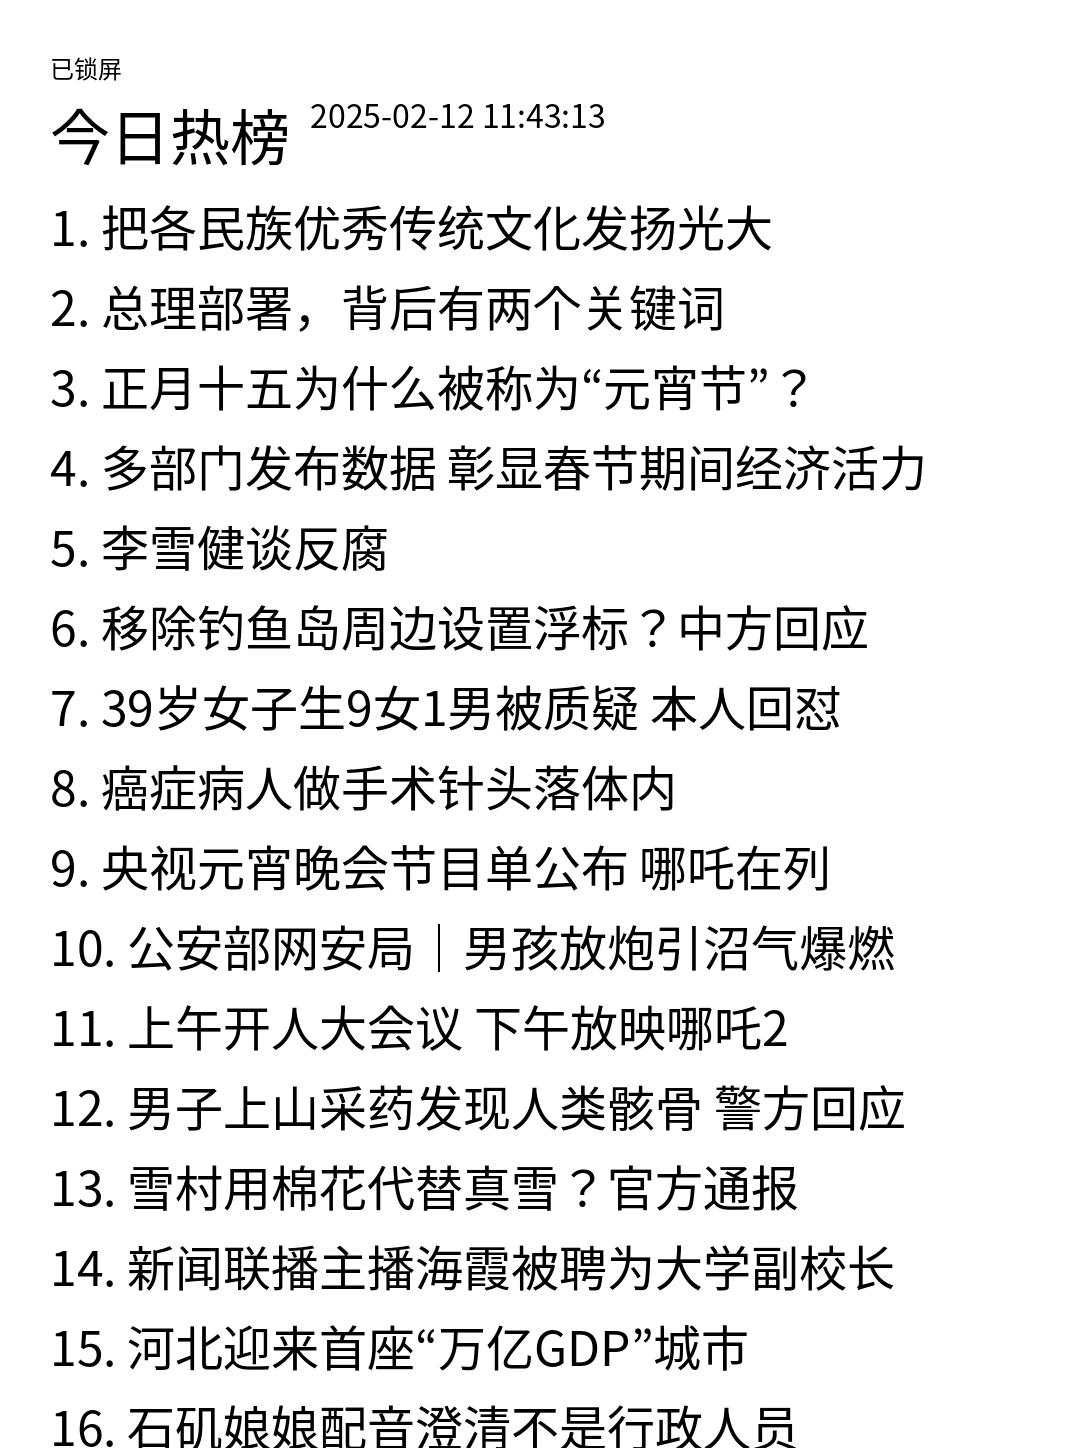 已锁屏
今日热榜 2025-02-12 11:43:13
1. 把各民族优秀传统文化发扬光大
2. 总理部署，背后有两个关键词
3. 正月十五为什么被称为“元宵节”？
4. 多部门发布数据 彰显春节期间经济活力
5. 李雪健谈反腐
6. 移除钓鱼岛周边设置浮标？中方回应
7. 39岁女子生9女1男被质疑 本人回怼
8. 癌症病人做手术针头落体内
9. 央视元宵晚会节目单公布 哪吒在列
10. 公安部网安局｜男孩放炮引沼气爆燃
11. 上午开人大会议 下午放映哪吒2
12. 男子上山采药发现人类骸骨 警方回应
13. 雪村用棉花代替真雪？官方通报
14. 新闻联播主播海霞被聘为大学副校长
15. 河北迎来首座“万亿GDP”城市
16. 石矶娘娘配音澄清不是行政人员